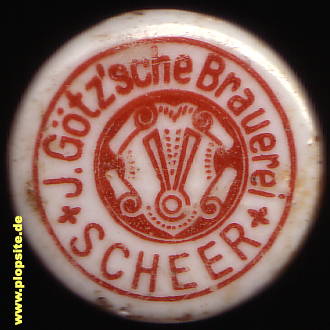 J. Götz'sche Brauerei
* SCHEER *
© www.plopsite.de